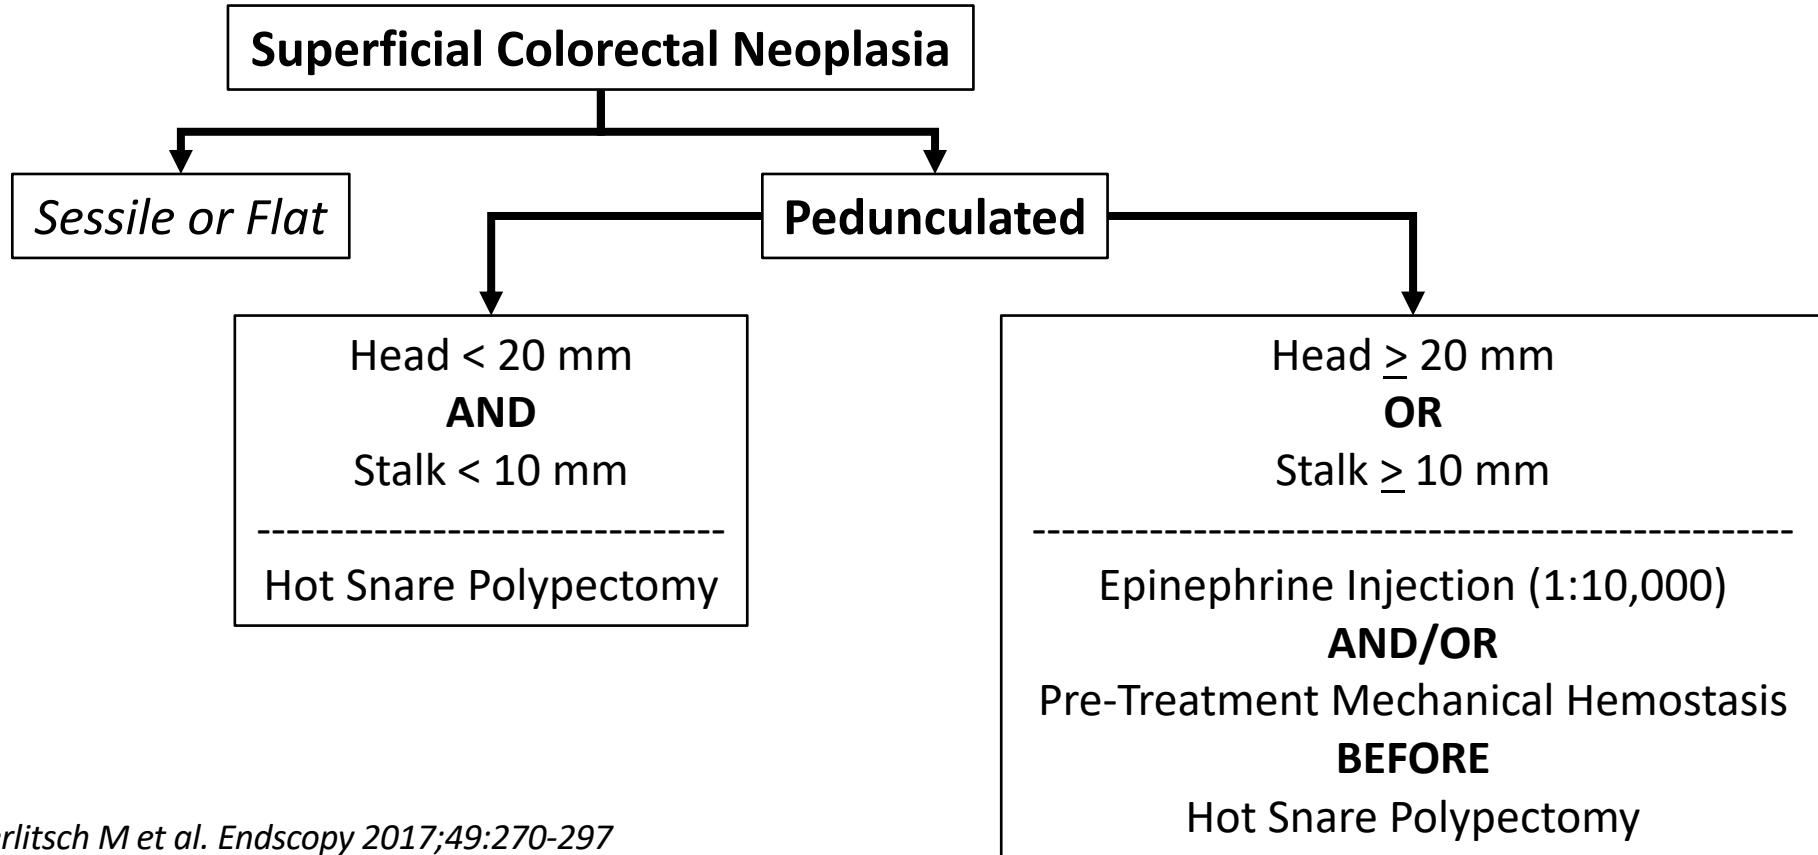 Superficial Colorectal Neoplasia
Sessile or Flat
Pedunculated
Head < 20 mm
AND
Stalk < 10 mm
--------------------------------
Hot Snare Polypectomy
Head ≥ 20 mm
OR
Stalk ≥ 10 mm
----------------------------------------------------
Epinephrine Injection (1:10,000)
AND/OR
Pre-Treatment Mechanical Hemostasis
BEFORE
Hot Snare Polypectomy
rlitsch M et al. Endscopy 2017;49:270-297